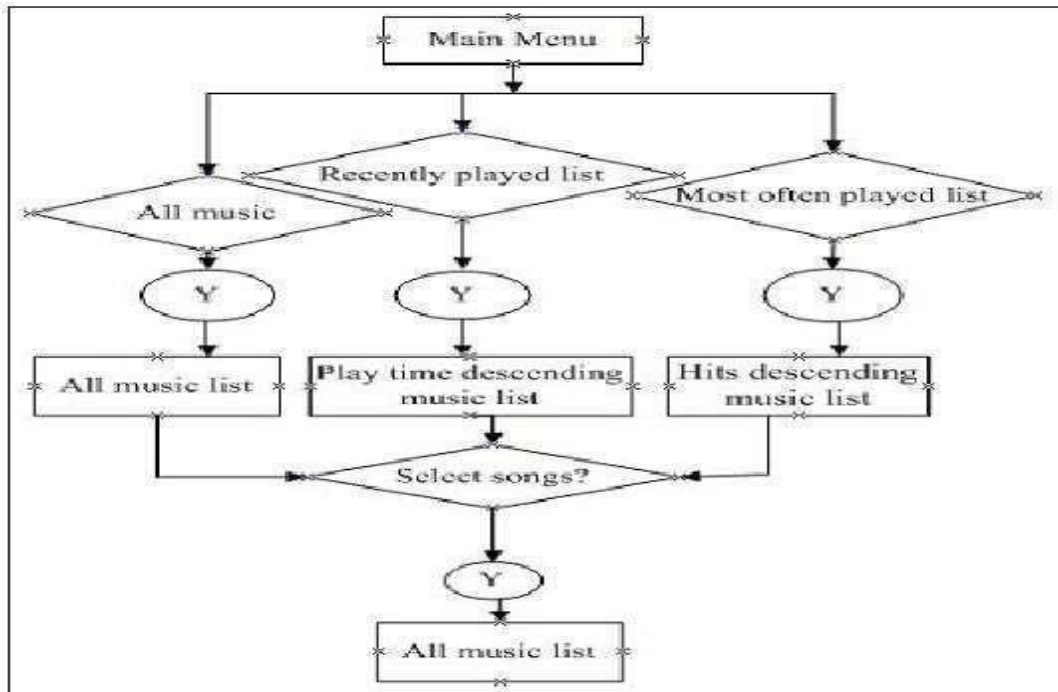 Main Menu
Recently played list
Most often played list
All music
Y
Y
Y
All music list
Play time descending
music list
Hits descending
music list
Select songs?
Y
All music list